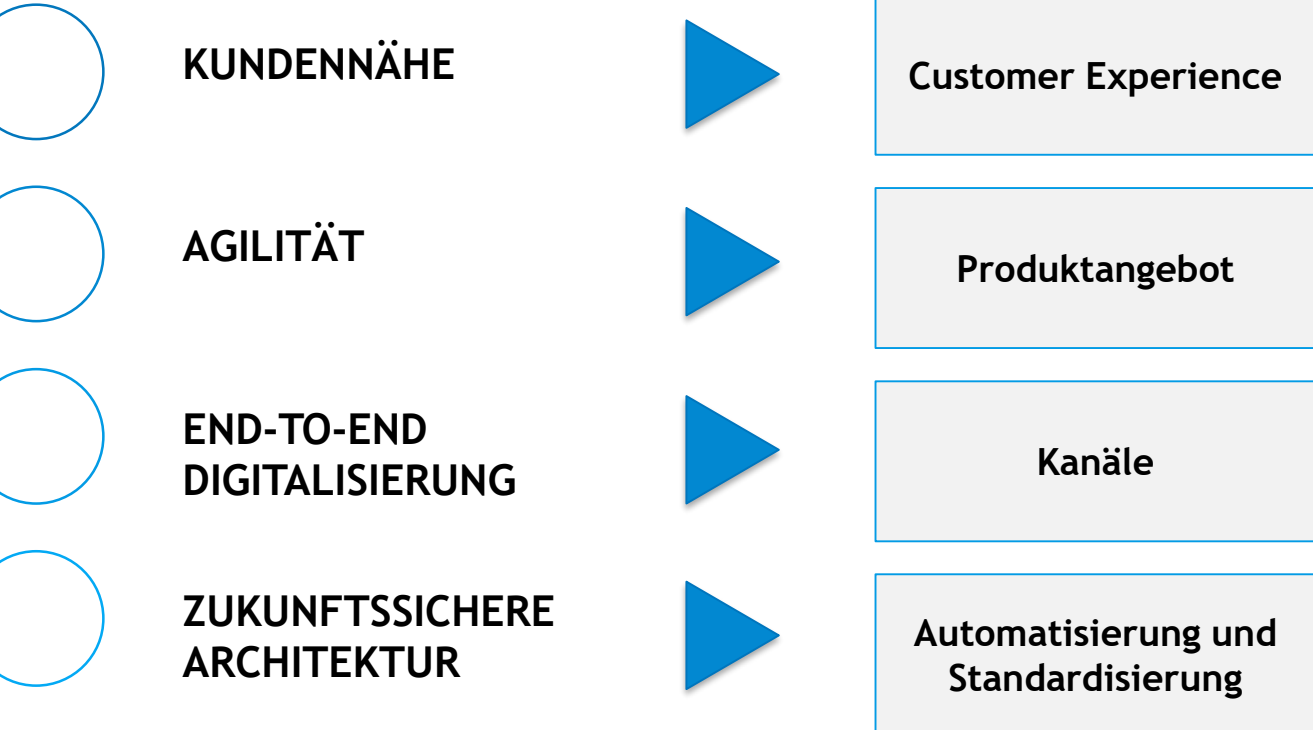 KUNDENNÄHE
Customer Experience
AGILITÄT
Produktangebot
END-TO-END
DIGITALISIERUNG
Kanäle
ZUKUNFTSSICHERE
ARCHITEKTUR
Automatisierung und
Standardisierung